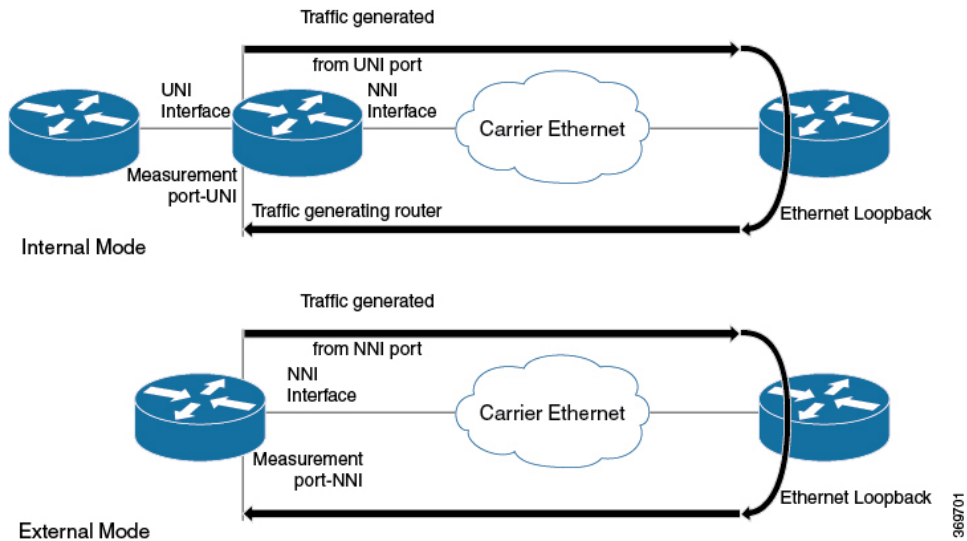 Traffic generated
from UNI port
UNI
Interface
NNI
Interface
Carrier Ethernet
Measurement
port-UNI
Traffic generating router
Ethernet Loopback
Internal Mode
Traffic generated
from NNI port
NNI
Interface
Carrier Ethernet
Measurement
port-NNI
Ethernet Loopback
External Mode
369701